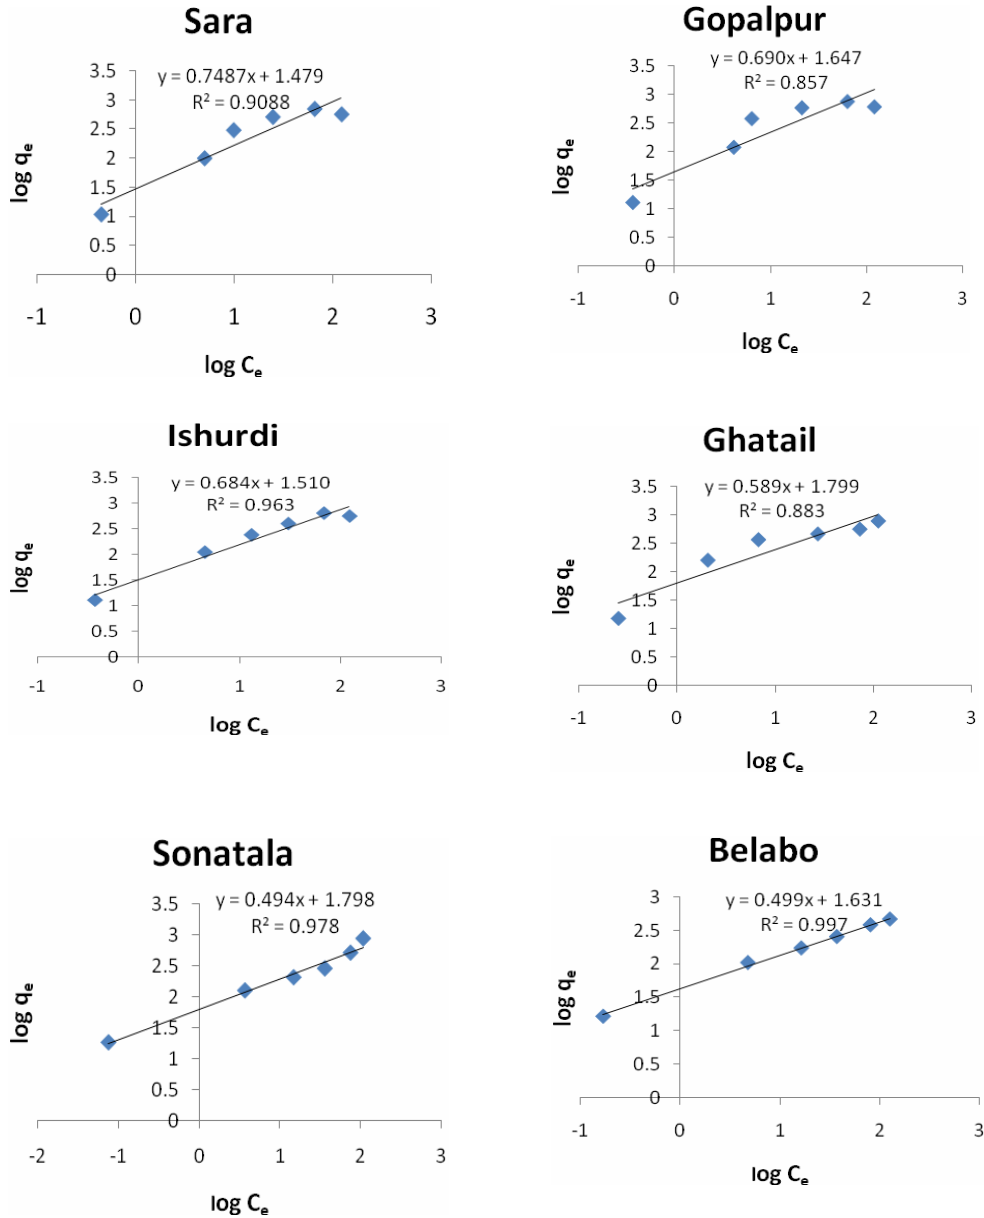 Sara
y = 0.7487x + 1.479
R² = 0.9088
3.5
3
2.5
2
1.5
1
0.5
0
-1 0 1 2 3
log qe
log Ce
Gopalpur
y = 0.690x + 1.647
R² = 0.857
3.5
3
2.5
2
1.5
1
0.5
0
-1 0 1 2 3
log qe
log Ce
Ishurdi
y = 0.684x + 1.510
R² = 0.963
3.5
3
2.5
2
1.5
1
0.5
0
-1 0 1 2 3
log qe
log Ce
Ghatail
y = 0.589x + 1.799
R² = 0.883
3.5
3
2.5
2
1.5
1
0.5
0
-1 0 1 2 3
log qe
log Ce
Sonatala
y = 0.494x + 1.798
R² = 0.978
3.5
3
2.5
2
1.5
1
0.5
0
-2 -1 0 1 2 3
log qe
log Ce
Belabo
y = 0.499x + 1.631
R² = 0.997
3
2.5
2
1.5
1
0.5
0
-1 0 1 2 3
log qe
log Ce